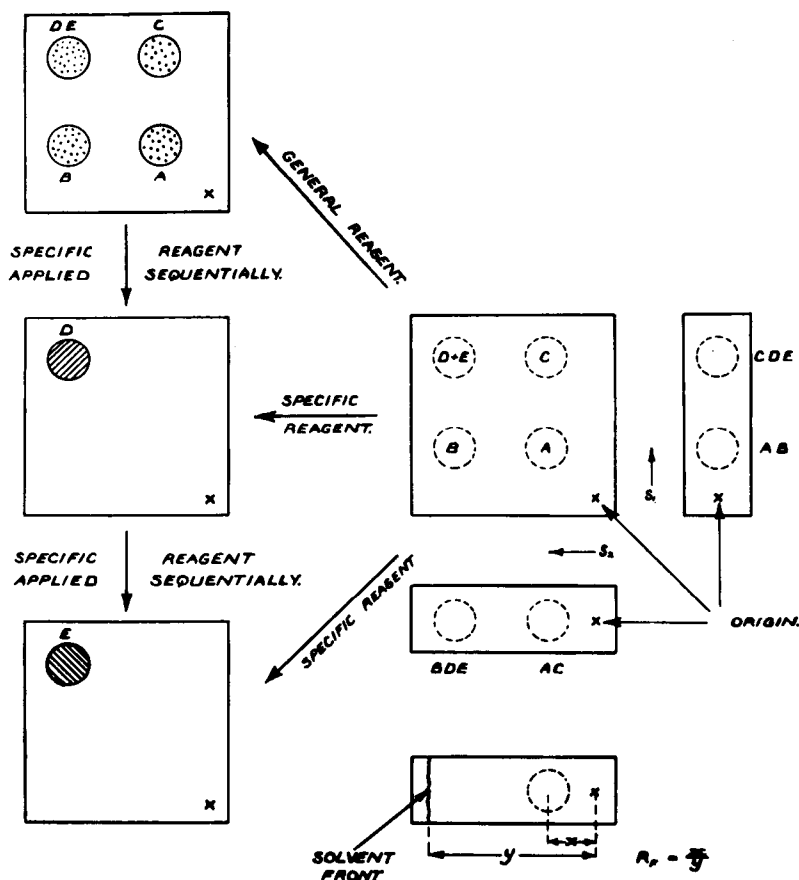 DE C
B A
x
GENERAL REAGENT.
SPECIFIC REAGENT
APPLIED SEQUENTIALLY.
D
x
SPECIFIC
REAGENT.
D+E C
B A
x
CDE
AB
x
S₁
S₂
SPECIFIC REAGENT
APPLIED SEQUENTIALLY.
SPECIFIC REAGENT
x
ORIGIN.
BDE AC
E
x
x
x
y
SOLVENT
FRONT
R_F = x/y